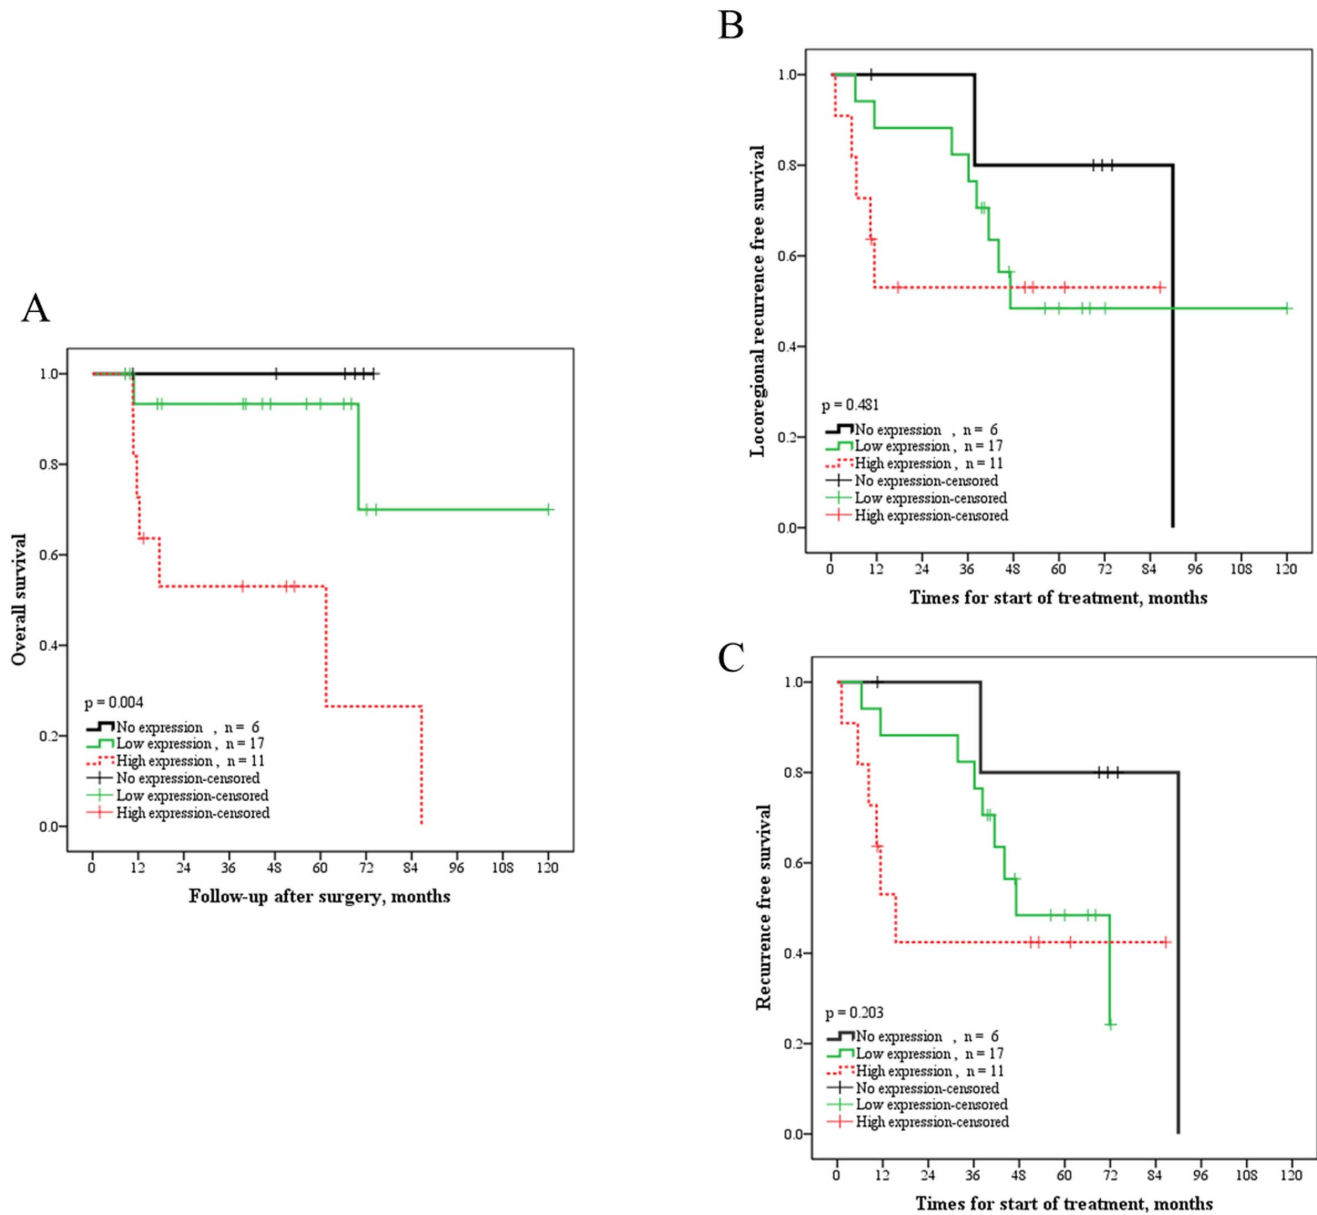 A
Overall survival
1.0
0.8
0.6
0.4
0.2
0.0
p = 0.004
No expression , n = 6
Low expression , n = 17
High expression , n = 11
No expression-censored
Low expression-censored
High expression-censored
0 12 24 36 48 60 72 84 96 108 120
Follow-up after surgery, months
B
Locoregional recurrence free survival
1.0
0.8
0.6
0.4
0.2
0.0
p = 0.481
No expression , n = 6
Low expression , n = 17
High expression , n = 11
No expression-censored
Low expression-censored
High expression-censored
0 12 24 36 48 60 72 84 96 108 120
Times for start of treatment, months
C
Recurrence free survival
1.0
0.8
0.6
0.4
0.2
0.0
p = 0.203
No expression , n = 6
Low expression , n = 17
High expression , n = 11
No expression-censored
Low expression-censored
High expression-censored
0 12 24 36 48 60 72 84 96 108 120
Times for start of treatment, months